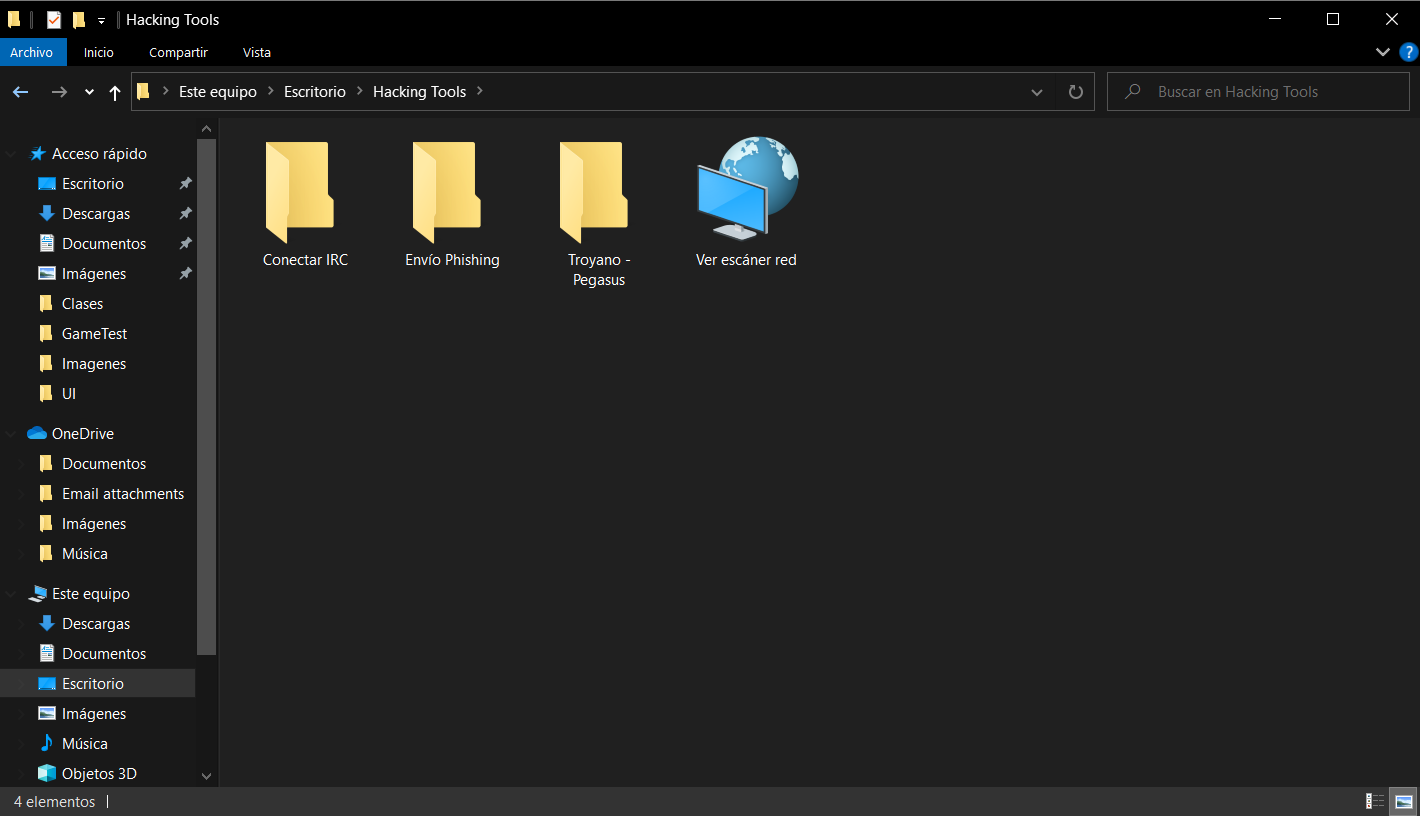 Hacking Tools
Archivo Inicio Compartir Vista
?
Este equipo Escritorio Hacking Tools
Buscar en Hacking Tools
Acceso rápido
Escritorio
Descargas
Documentos
Imágenes
Clases
GameTest
Imagenes
UI
OneDrive
Documentos
Email attachments
Imágenes
Música
Este equipo
Descargas
Documentos
Escritorio
Imágenes
Música
Objetos 3D
Conectar IRC
Envío Phishing
Troyano -
Pegasus
Ver escáner red
4 elementos